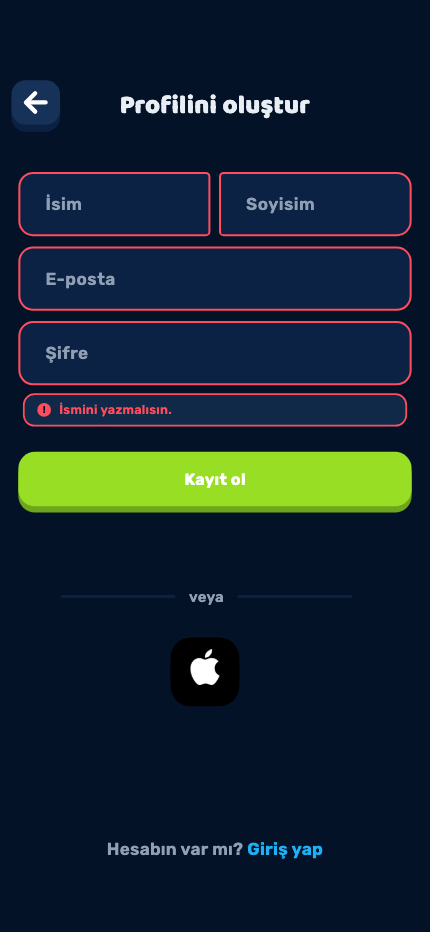 Profilini oluştur
İsim
Soyisim
E-posta
Şifre
İsmini yazmalısın.
Kayıt ol
veya
Hesabın var mı? Giriş yap